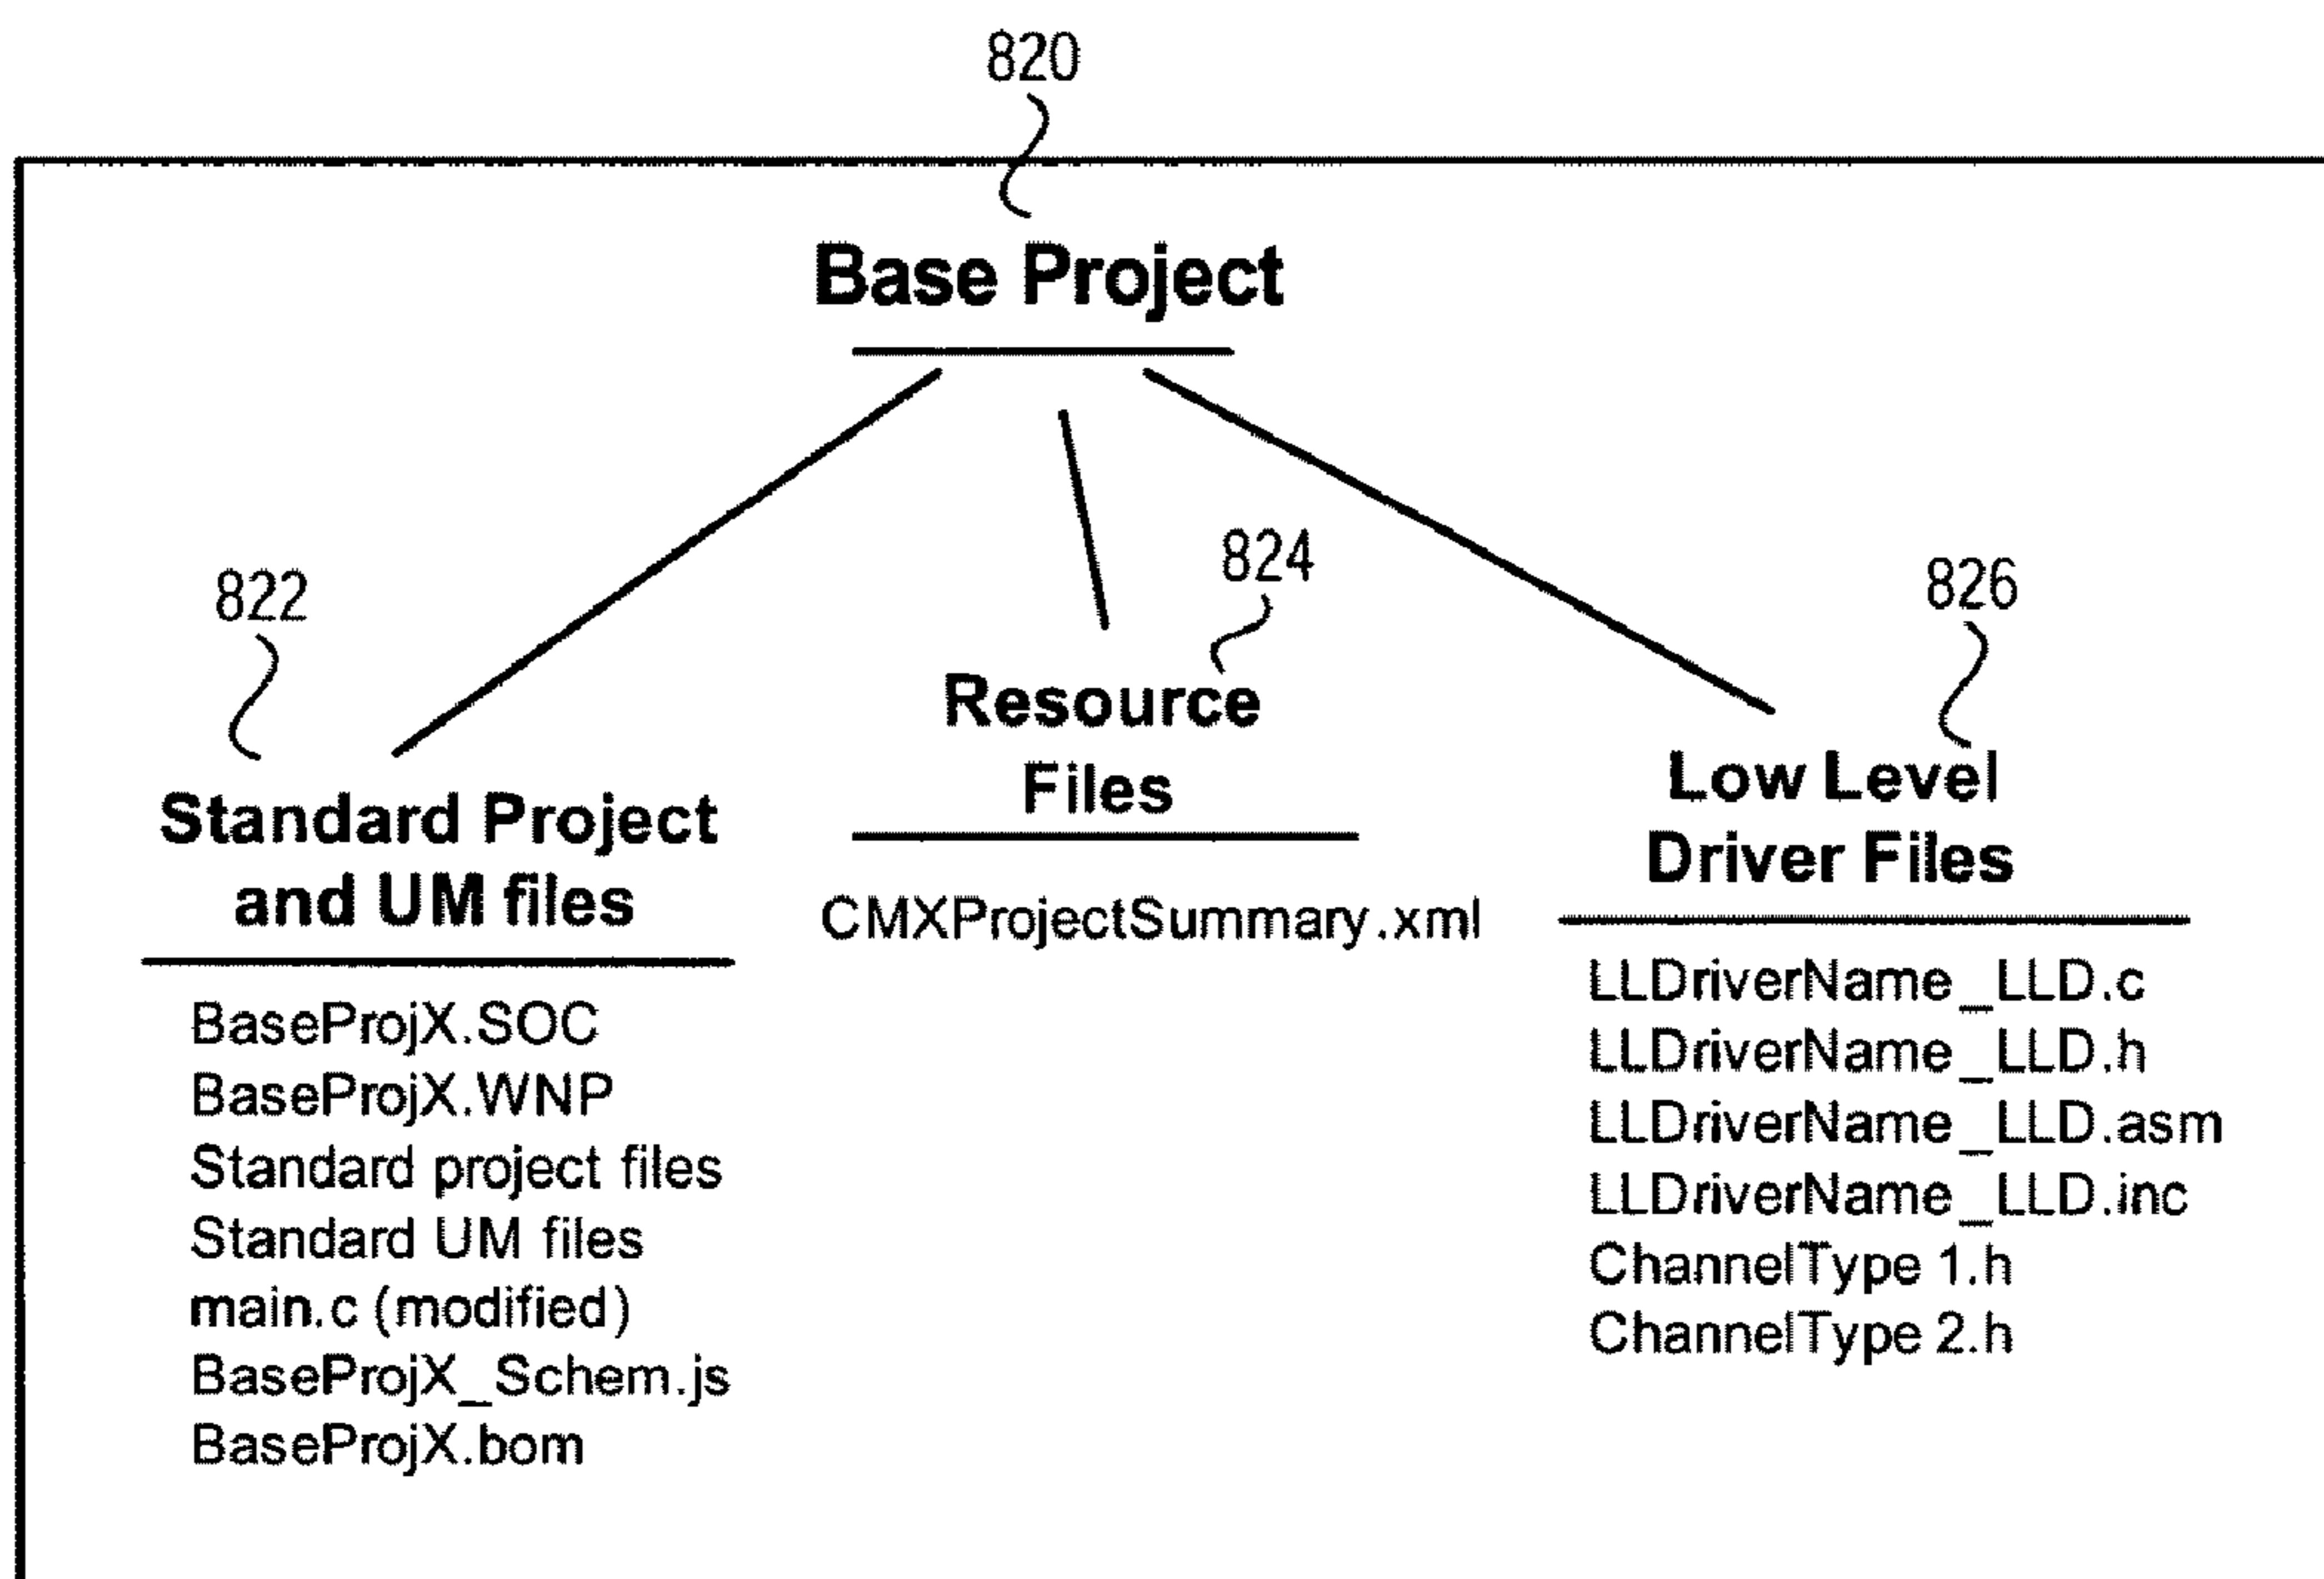 820
Base Project
822
Standard Project
and UM files
BaseProjX.SOC
BaseProjX.WNP
Standard project files
Standard UM files
main.c (modified)
BaseProjX_Schem.js
BaseProjX.bom
824
Resource
Files
CMXProjectSummary.xml
826
Low Level
Driver Files
LLDriverName_LLD.c
LLDriverName_LLD.h
LLDriverName_LLD.asm
LLDriverName_LLD.inc
ChannelType 1.h
ChannelType 2.h